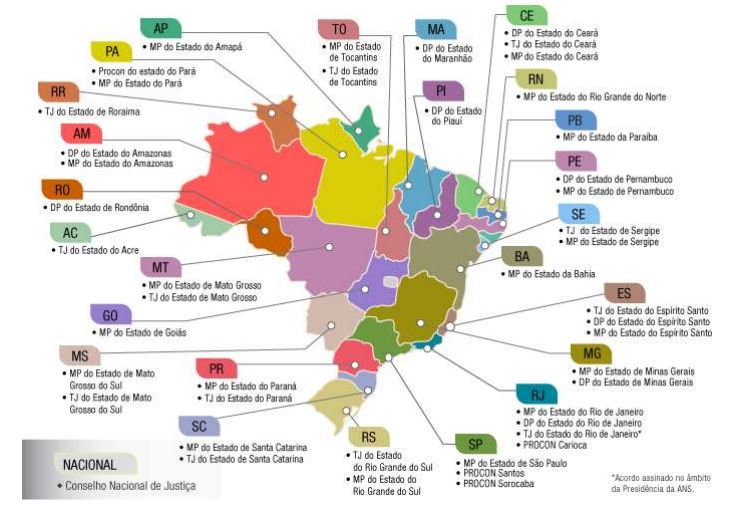 AP
• MP do Estado do Amapá
PA
• Procon do estado do Pará
• MP do Estado do Pará
RR
• TJ do Estado de Roraima
AM
• DP do Estado do Amazonas
• MP do Estado do Amazonas
RO
• DP do Estado de Rondônia
AC
• TJ do Estado do Acre
MT
• MP do Estado de Mato Grosso
• TJ do Estado de Mato Grosso
GO
• MP do Estado de Goiás
MS
• MP do Estado de Mato
Grosso do Sul
• TJ do Estado de Mato
Grosso do Sul
PR
• MP do Estado do Paraná
• TJ do Estado do Paraná
SC
• MP do Estado de Santa Catarina
• TJ do Estado de Santa Catarina
TO
• MP do Estado
de Tocantins
• TJ do Estado
de Tocantins
MA
• DP do Estado
do Maranhão
PI
• DP do Estado
do Piauí
CE
• DP do Estado do Ceará
• TJ do Estado do Ceará
• MP do Estado do Ceará
RN
• MP do Estado do Rio Grande do Norte
PB
• MP do Estado da Paraíba
PE
• DP do Estado de Pernambuco
• MP do Estado de Pernambuco
SE
• TJ do Estado de Sergipe
• MP do Estado de Sergipe
BA
• MP do Estado da Bahia
ES
• TJ do Estado do Espírito Santo
• DP do Estado do Espírito Santo
• MP do Estado do Espírito Santo
MG
• MP do Estado de Minas Gerais
• DP do Estado de Minas Gerais
RJ
• MP do Estado do Rio de Janeiro
• DP do Estado do Rio de Janeiro
• TJ do Estado do Rio de Janeiro*
• PROCON Carioca
SP
• MP do Estado de São Paulo
• PROCON Santos
• PROCON Sorocaba
RS
• TJ do Estado
do Rio Grande do Sul
• MP do Estado do
Rio Grande do Sul
NACIONAL
◆ Conselho Nacional de Justiça
*Acordo assinado no âmbito
da Presidência da ANS.